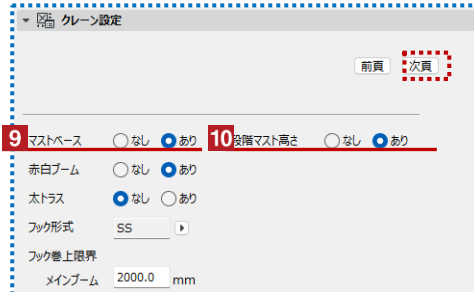 クレーン設定
前頁 次頁
9 マストベース なし あり 10 段階マスト高さ なし あり
赤白ブーム なし あり
太トラス なし あり
フック形式 SS
フック巻上限界
メインブーム 2000.0 mm